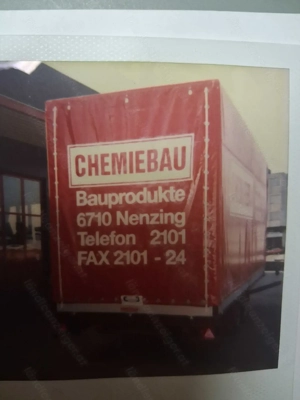 CHEMIEBAU
Bauprodukte
6710 Nenzing
Telefon 2101
FAX 2101 - 24